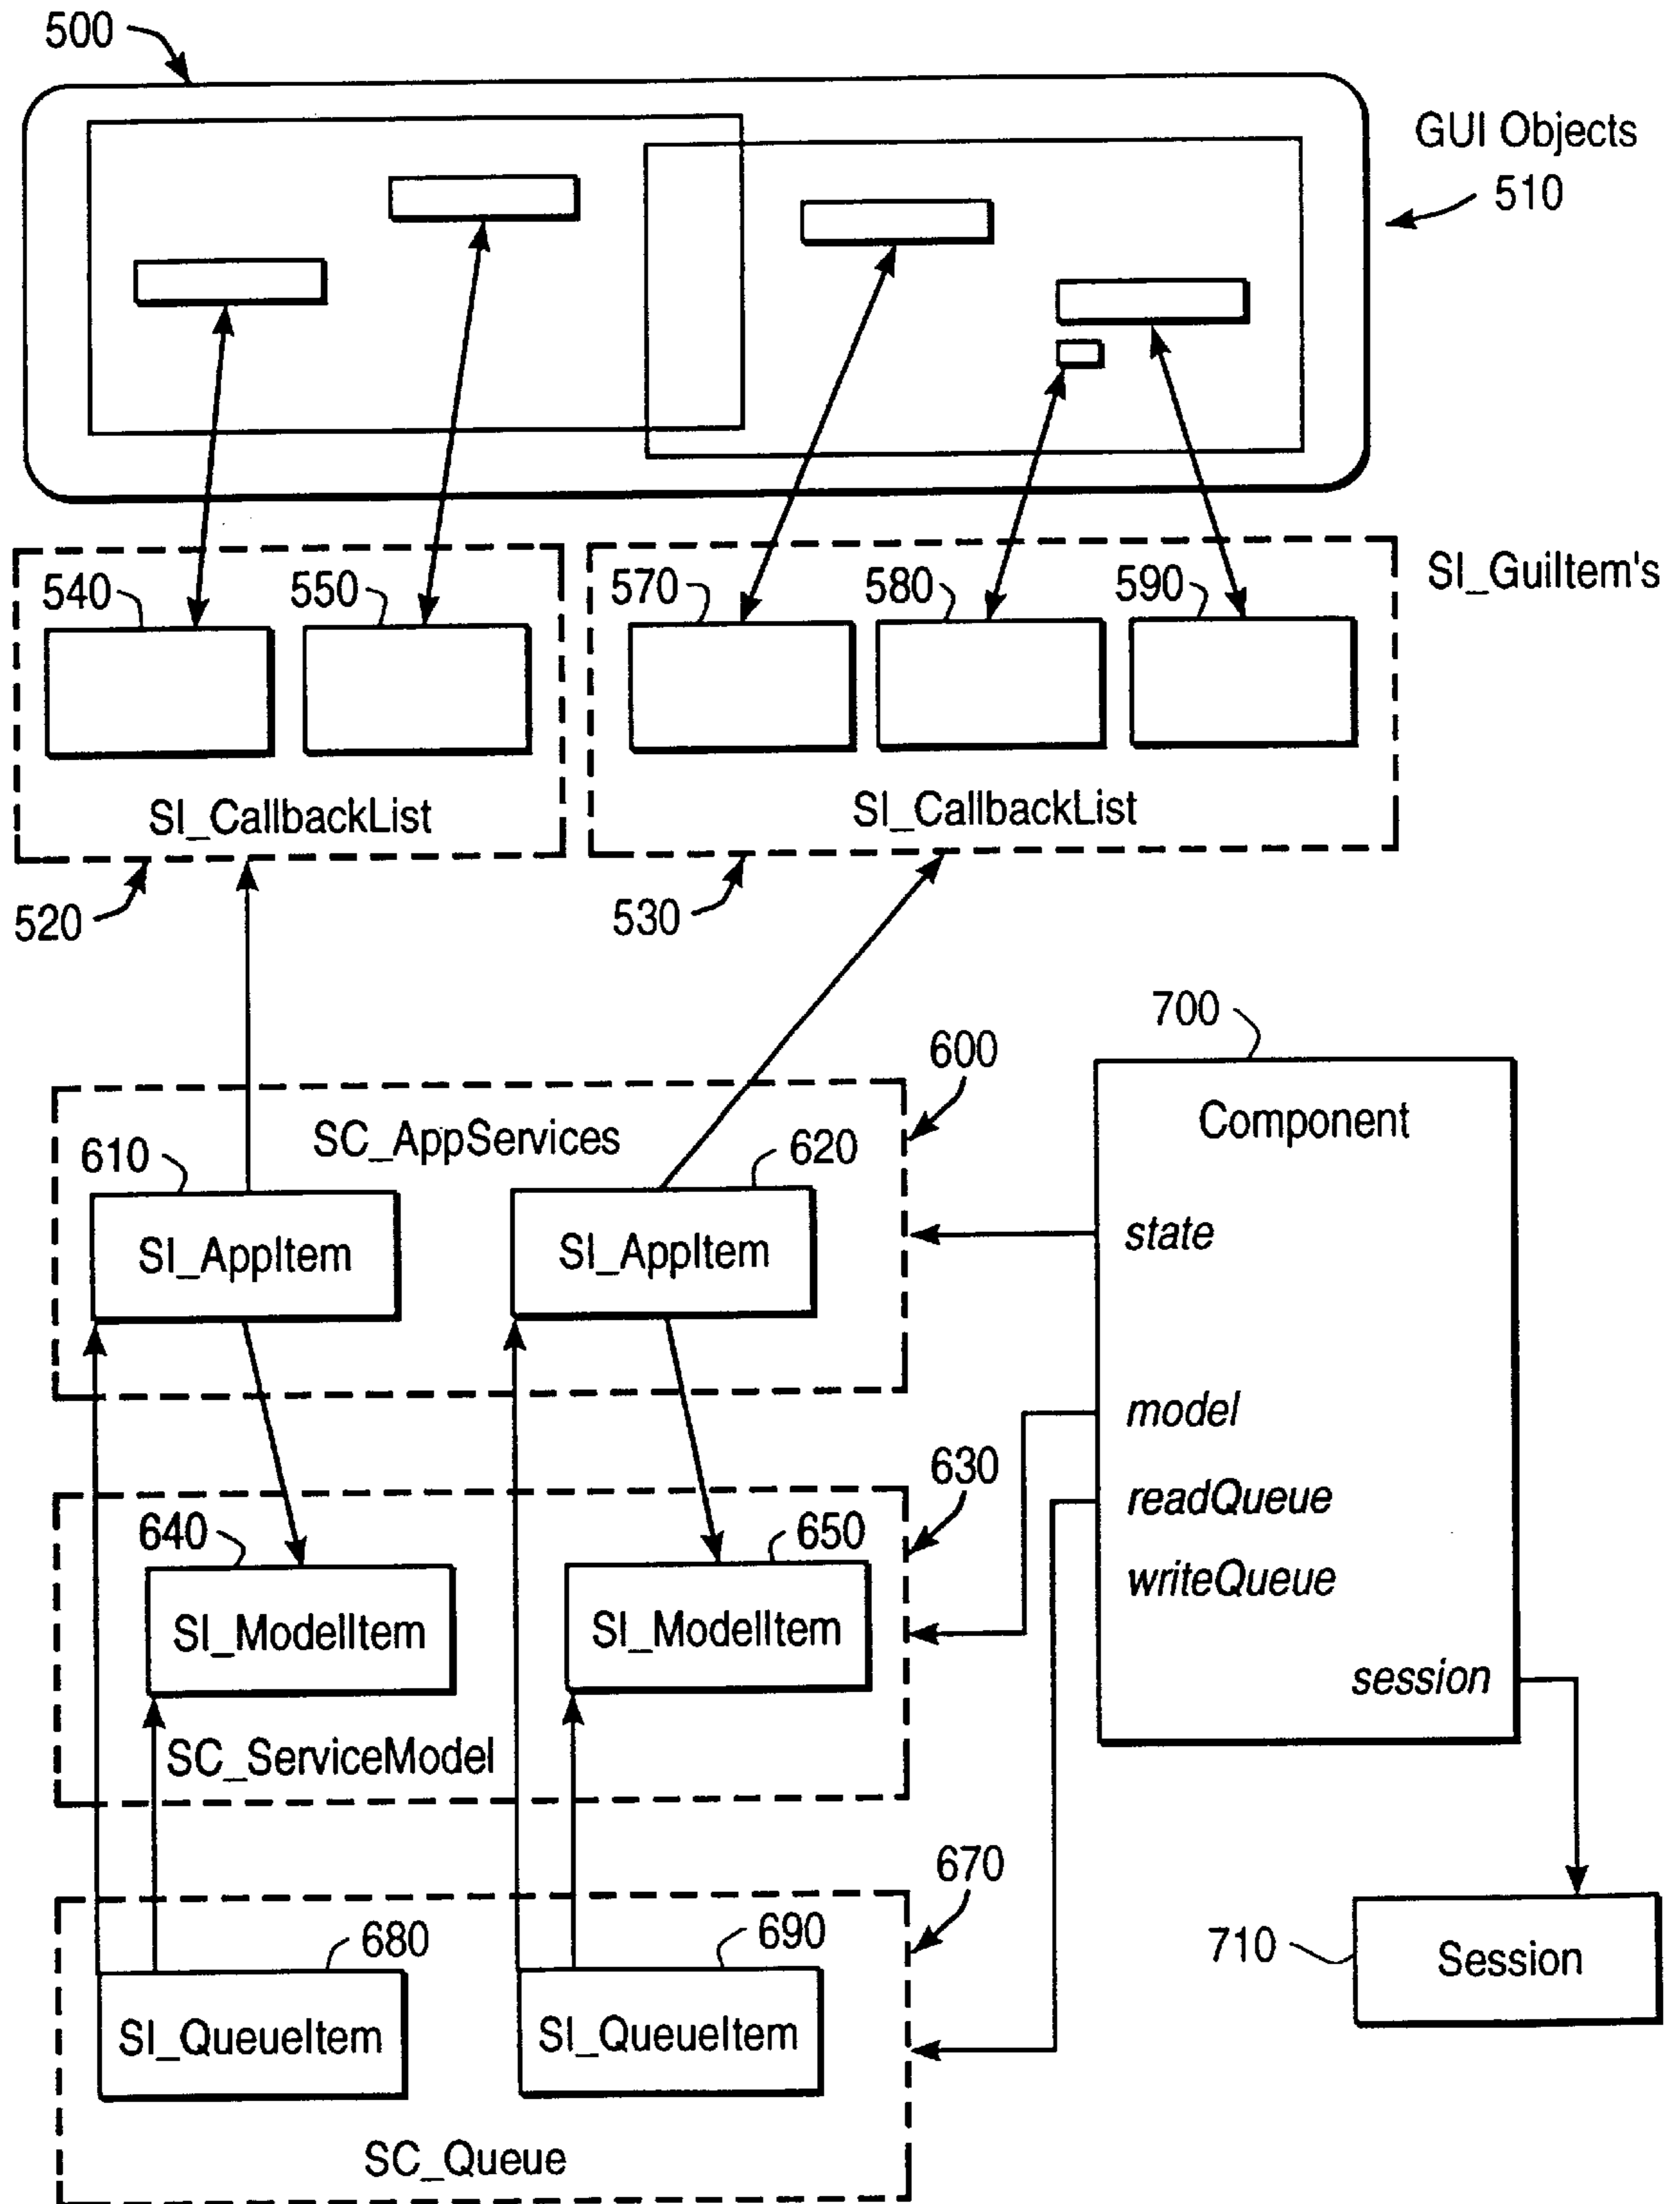 500
GUI Objects
510
540
550
570
580
590
SI_GuiItem's
SI_CallbackList
SI_CallbackList
520
530
700
600
Component
SC_AppServices
610
620
state
SI_AppItem
SI_AppItem
model
630
readQueue
640
650
writeQueue
SI_ModelItem
SI_ModelItem
session
SC_ServiceModel
670
680
690
710
Session
SI_QueueItem
SI_QueueItem
SC_Queue